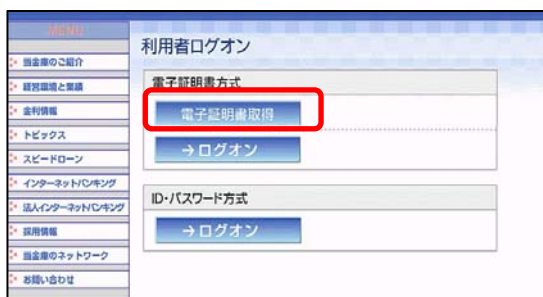 MENU
当金庫のご紹介
経営環境と業績
金利情報
トピックス
スピードローン
インターネットバンキング
法人インターネットバンキング
採用情報
当金庫のネットワーク
お問い合わせ
利用者ログオン
電子証明書方式
電子証明書取得
→ログオン
ID・パスワード方式
→ログオン